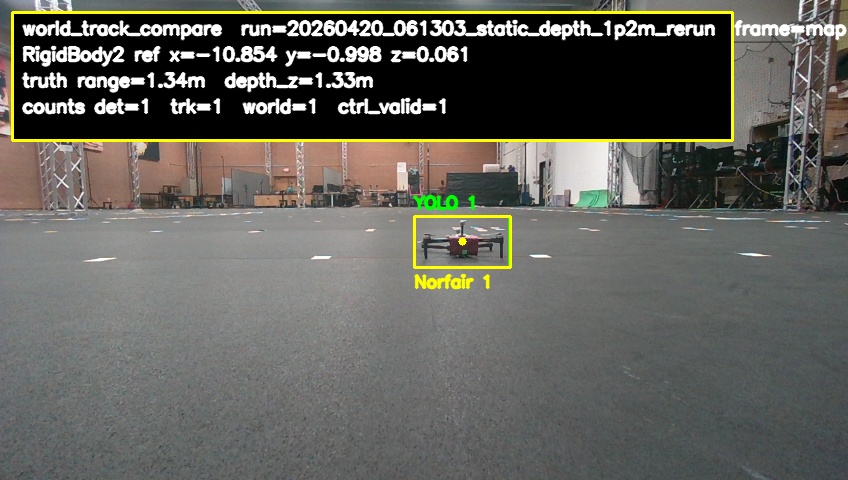 world_track_compare run=20260420_061303_static_depth_1p2m_rerun frame=map
RigidBody2 ref x=-10.854 y=-0.998 z=0.061
truth range=1.34m depth_z=1.33m
counts det=1 trk=1 world=1 ctrl_valid=1
YOLO 1
Norfair 1